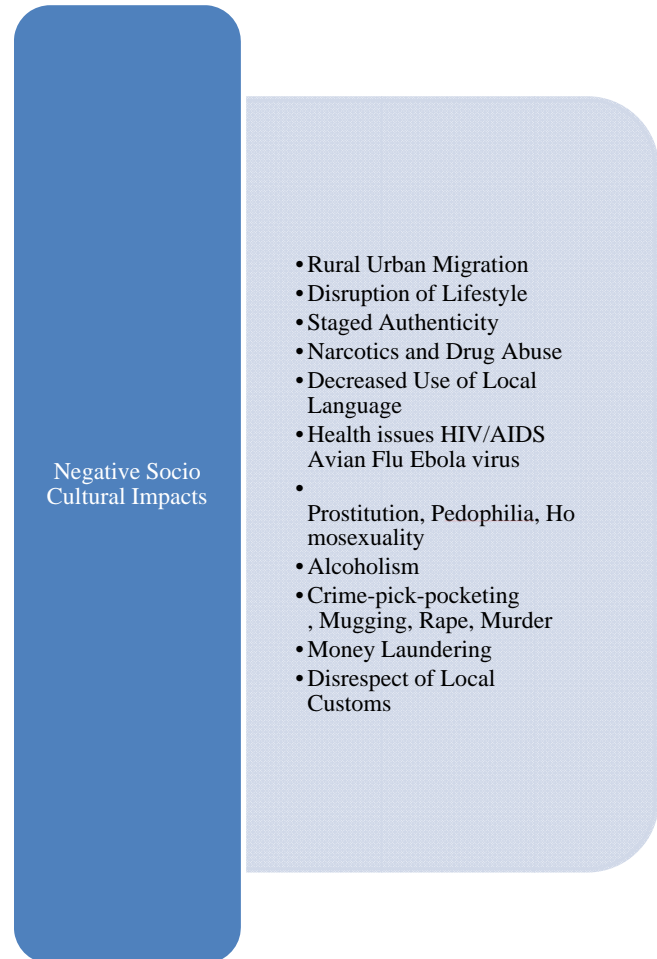 Negative Socio
Cultural Impacts
• Rural Urban Migration
• Disruption of Lifestyle
• Staged Authenticity
• Narcotics and Drug Abuse
• Decreased Use of Local
Language
• Health issues HIV/AIDS
Avian Flu Ebola virus
•
Prostitution, Pedophilia, Ho
mosexuality
• Alcoholism
• Crime-pick-pocketing
, Mugging, Rape, Murder
• Money Laundering
• Disrespect of Local
Customs